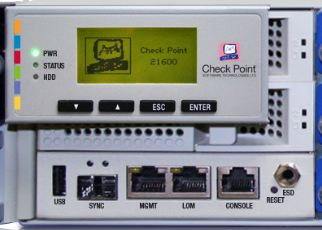 PWR
STATUS
HDD
Check Point
21600
Check Point
SOFTWARE TECHNOLOGIES LTD.
ESC
ENTER
USB
SYNC
MGMT
LOM
CONSOLE
RESET
ESD